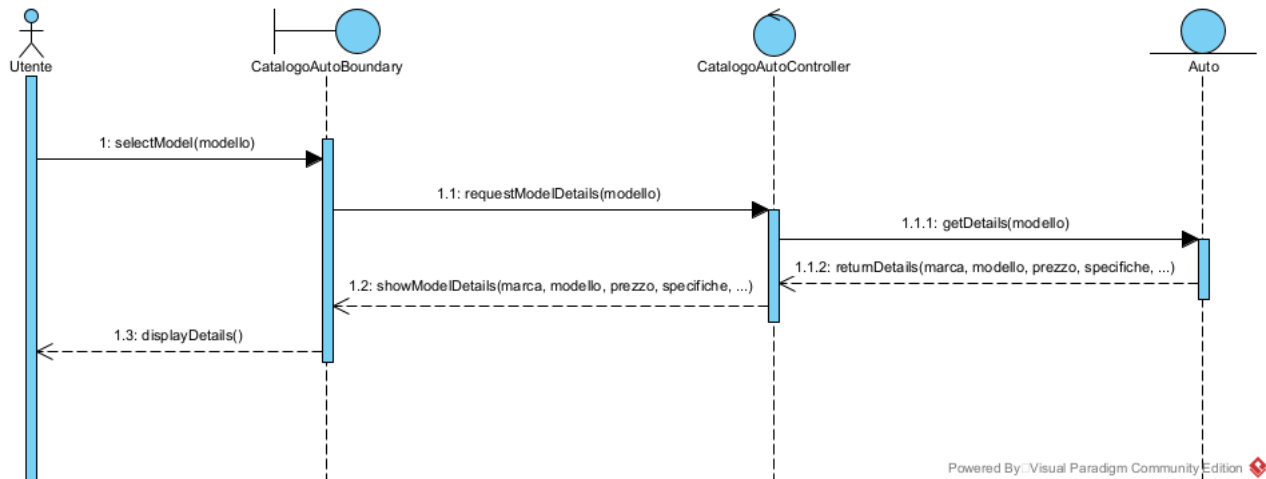 Utente
CatalogoAutoBoundary
CatalogoAutoController
Auto
1: selectModel(modello)
1.1: requestModelDetails(modello)
1.1.1: getDetails(modello)
1.1.2: returnDetails(marca, modello, prezzo, specifiche, ...)
1.2: showModelDetails(marca, modello, prezzo, specifiche, ...)
1.3: displayDetails()
Powered By Visual Paradigm Community Edition